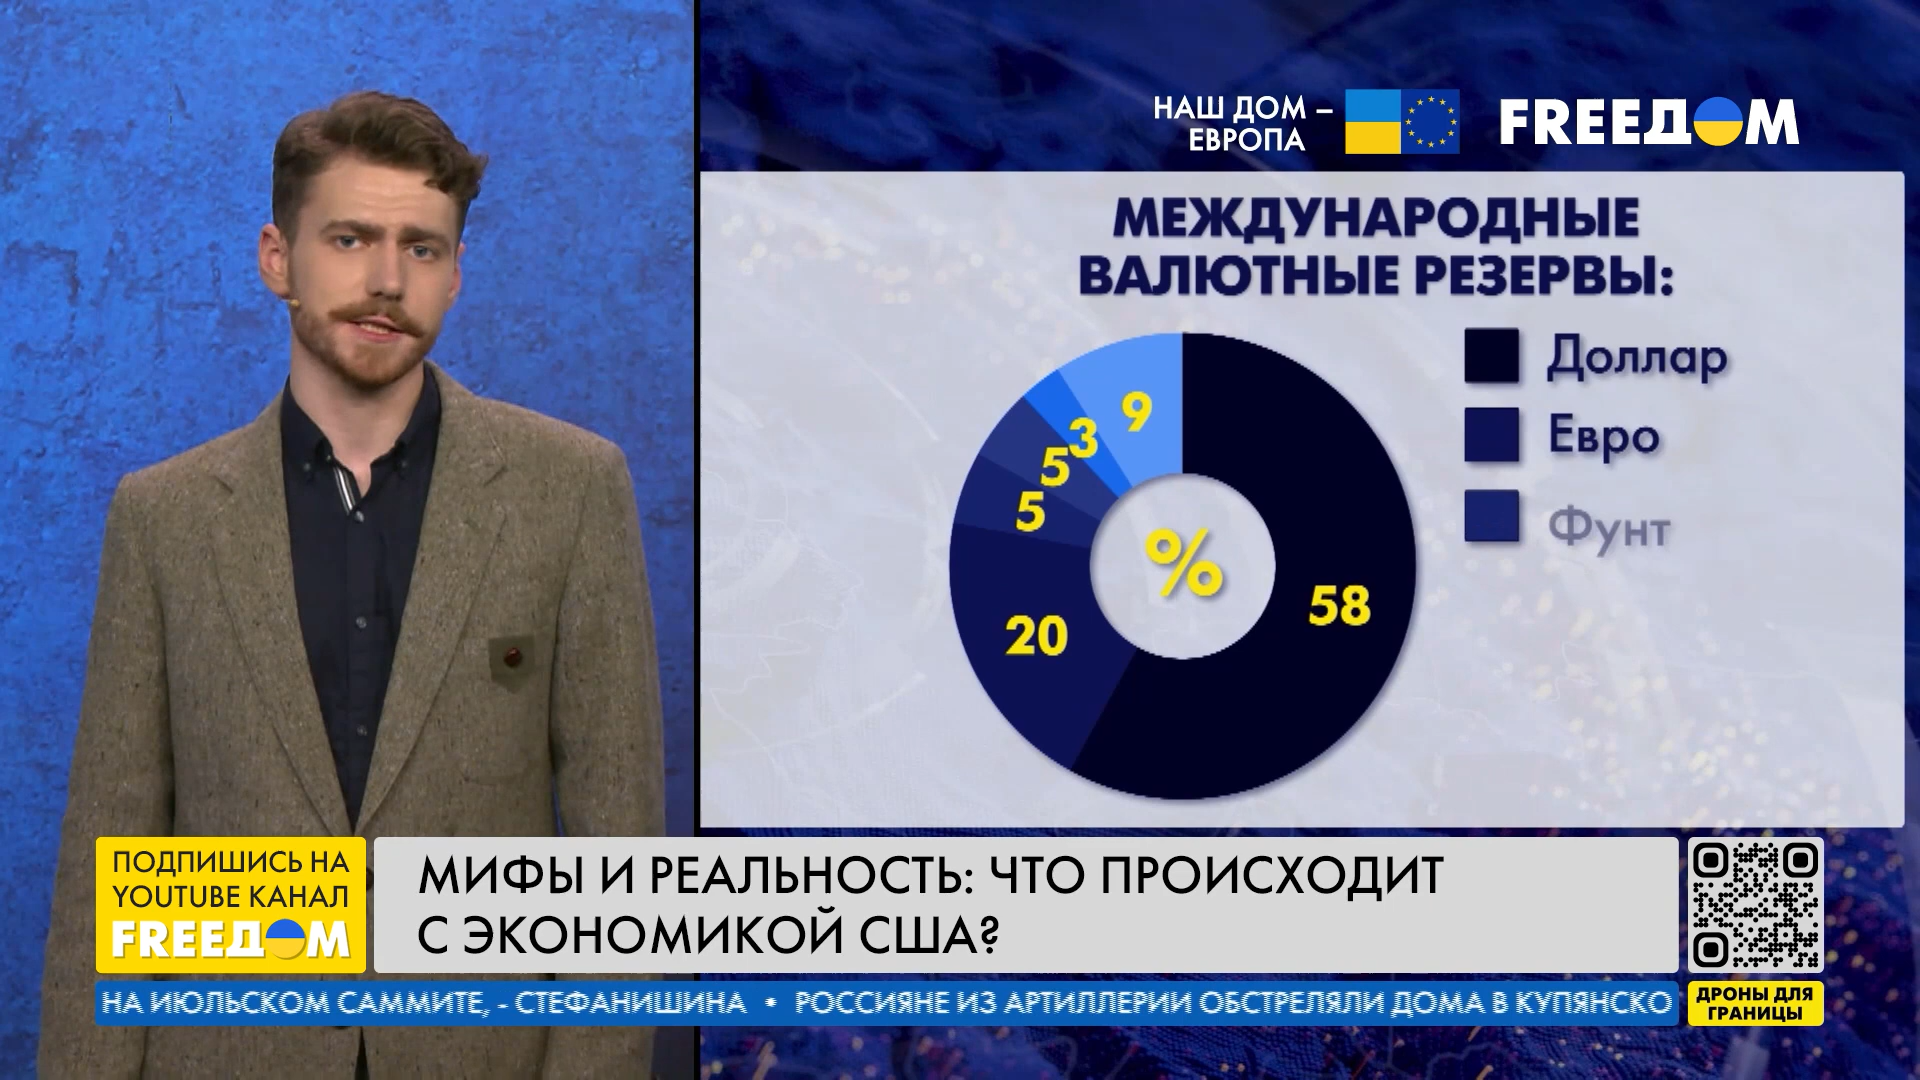 НАШ ДОМ –
ЕВРОПА
FREEДОМ
МЕЖДУНАРОДНЫЕ
ВАЛЮТНЫЕ РЕЗЕРВЫ:
Доллар
Евро
Фунт
9
3
5
5
20
58
%
ПОДПИШИСЬ НА
YOUTUBE КАНАЛ
FREEДОМ
МИФЫ И РЕАЛЬНОСТЬ: ЧТО ПРОИСХОДИТ
С ЭКОНОМИКОЙ США?
НА ИЮЛЬСКОМ САММИТЕ, - СТЕФАНИШИНА • РОССИЯНЕ ИЗ АРТИЛЛЕРИИ ОБСТРЕЛЯЛИ ДОМА В КУПЯНСКО
ДРОНЫ ДЛЯ
ГРАНИЦЫ